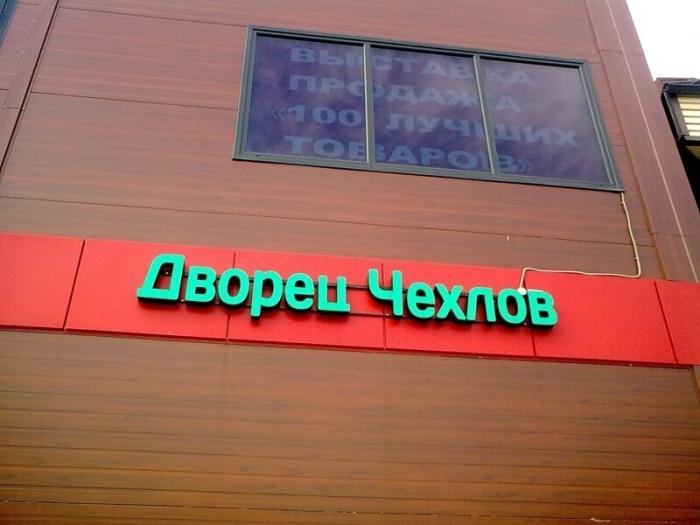 ВЫСТАВКА
ПРОДАЖА
«100 ЛУЧШИХ
ТОВАРОВ»
Дворец Чехлов